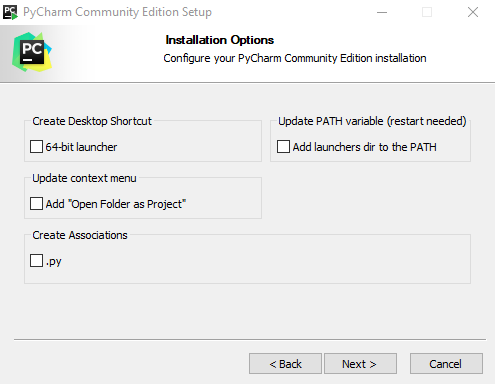 PC PyCharm Community Edition Setup
PC
Installation Options
Configure your PyCharm Community Edition installation
Create Desktop Shortcut
64-bit launcher
Update PATH variable (restart needed)
Add launchers dir to the PATH
Update context menu
Add "Open Folder as Project"
Create Associations
.py
< Back
Next >
Cancel